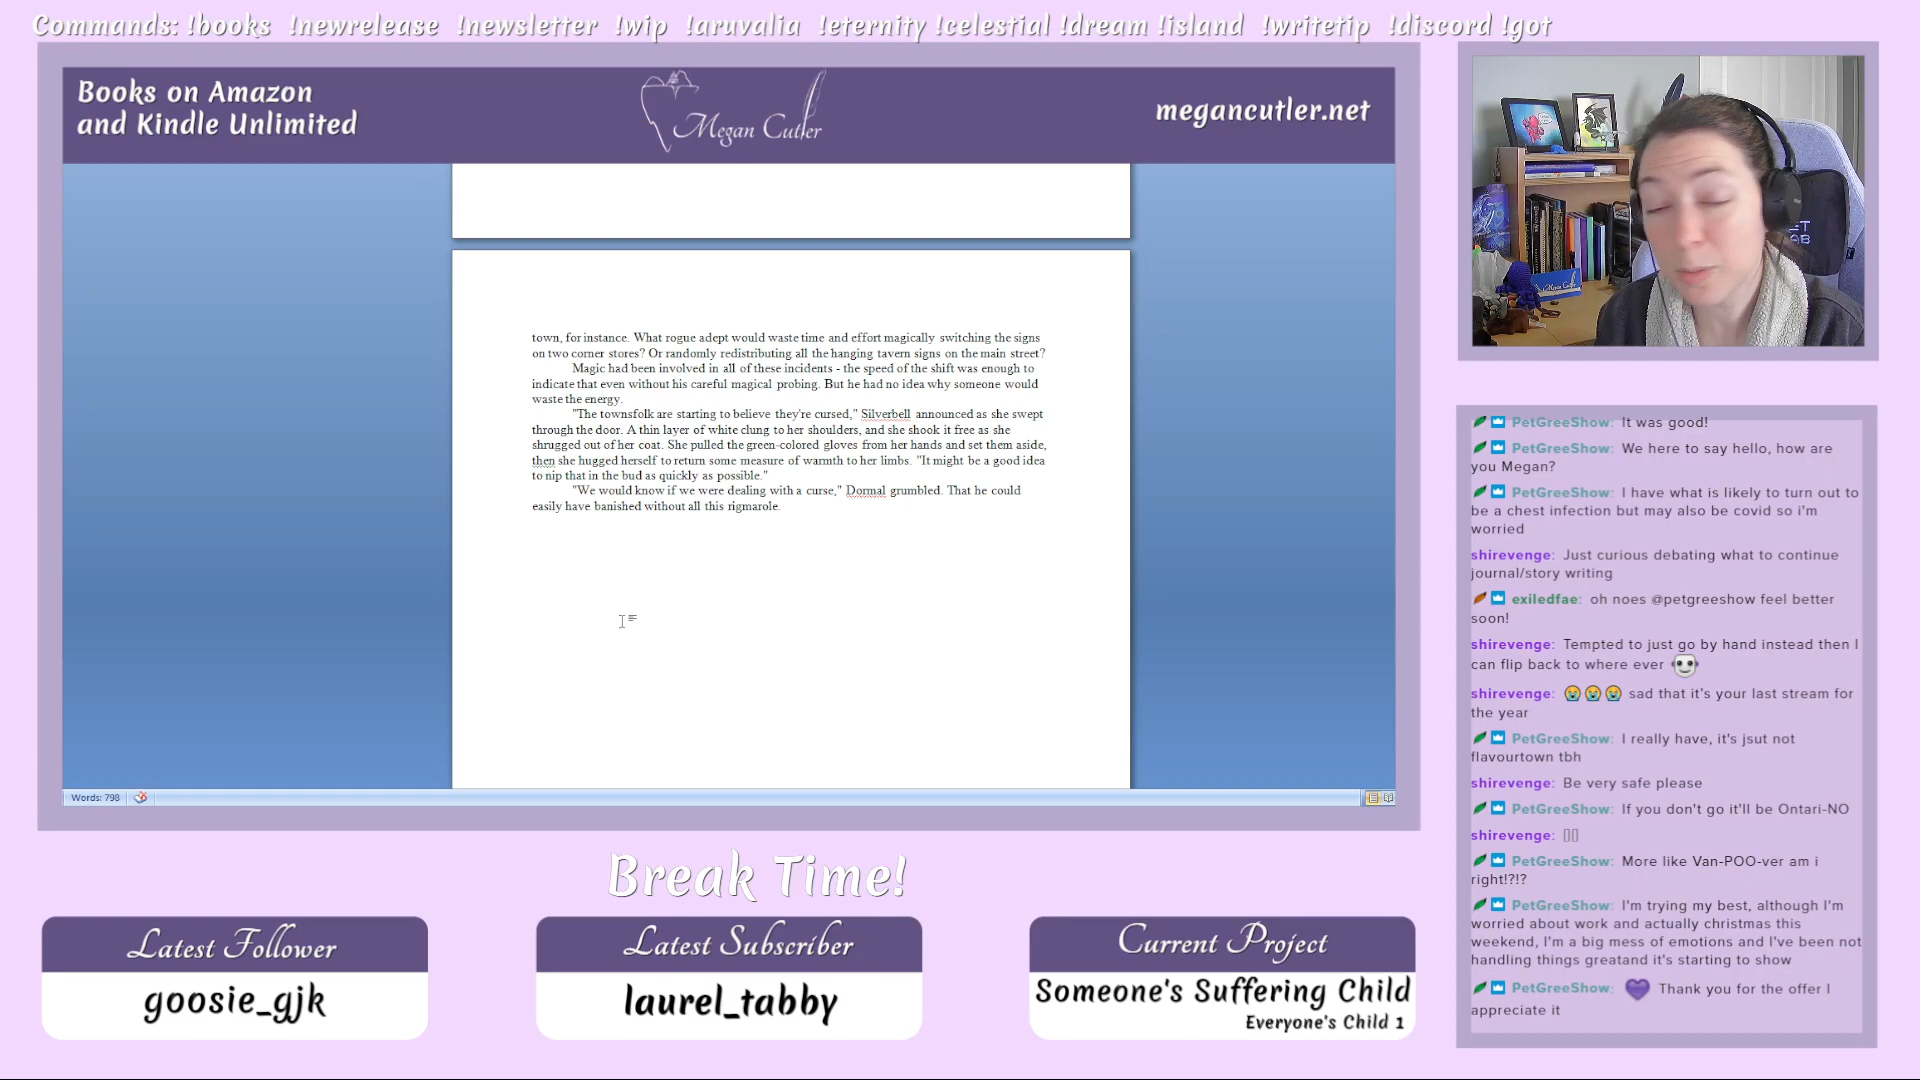 Commands: !books !newrelease !newsletter !wip !aruvalia !eternity !celestial !dream !island !writetip !discord !got
Books on Amazon
and Kindle Unlimited
Megan Cutler
megancutler.net
town, for instance. What rogue adept would waste time and effort magically switching the signs
on two corner stores? Or randomly redistributing all the hanging tavern signs on the main street?
Magic had been involved in all of these incidents - the speed of the shift was enough to
indicate that even without his careful magical probing. But he had no idea why someone would
waste the energy.
"The townsfolk are starting to believe they're cursed," Silverbell announced as she swept
through the door. A thin layer of white clung to her shoulders, and she shook it free as she
shrugged out of her coat. She pulled the green-colored gloves from her hands and set them aside,
then she hugged herself to return some measure of warmth to her limbs. "It might be a good idea
to nip that in the bud as quickly as possible."
"We would know if we were dealing with a curse," Dormal grumbled. That he could
easily have banished without all this rigmarole.
Words: 798
Break Time!
Latest Follower
goosie_gjk
Latest Subscriber
laurel_tabby
Current Project
Someone's Suffering Child
Everyone's Child 1
Megan Cutler
PetGreeShow: It was good!
PetGreeShow: We here to say hello, how are
you Megan?
PetGreeShow: I have what is likely to turn out to
be a chest infection but may also be covid so i'm
worried
shirevenge: Just curious debating what to continue
journal/story writing
exiledfae: oh noes @petgreeshow feel better
soon!
shirevenge: Tempted to just go by hand instead then I
can flip back to where ever
shirevenge: 😭😭😭 sad that it's your last stream for
the year
PetGreeShow: I really have, it's jsut not
flavourtown tbh
shirevenge: Be very safe please
PetGreeShow: If you don't go it'll be Ontari-NO
shirevenge:
PetGreeShow: More like Van-POO-ver am i
right!?!?
PetGreeShow: I'm trying my best, although I'm
worried about work and actually christmas this
weekend, I'm a big mess of emotions and I've been not
handling things greatand it's starting to show
PetGreeShow: 💜 Thank you for the offer I
appreciate it